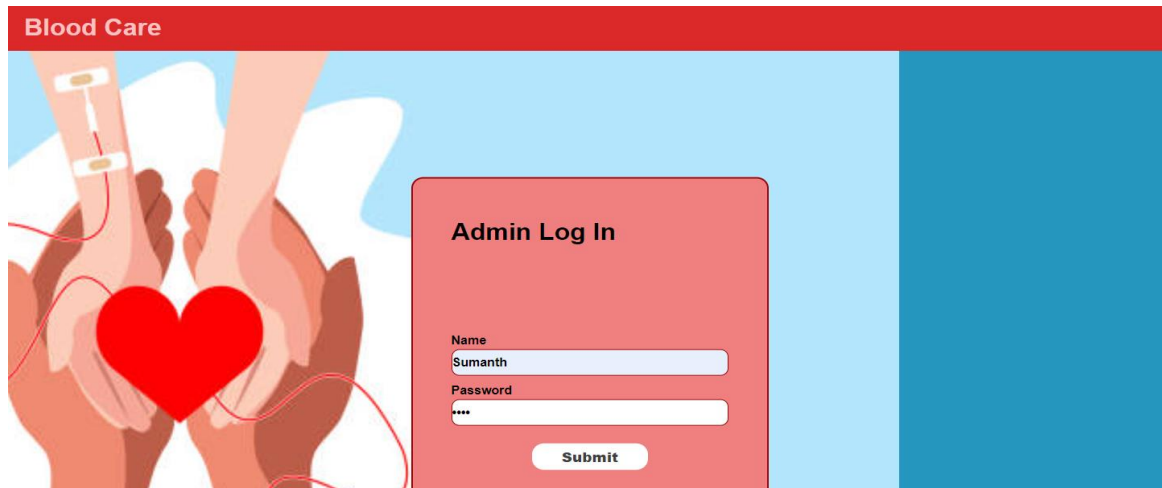 Blood Care
Admin Log In
Name
Sumanth
Password
••••
Submit